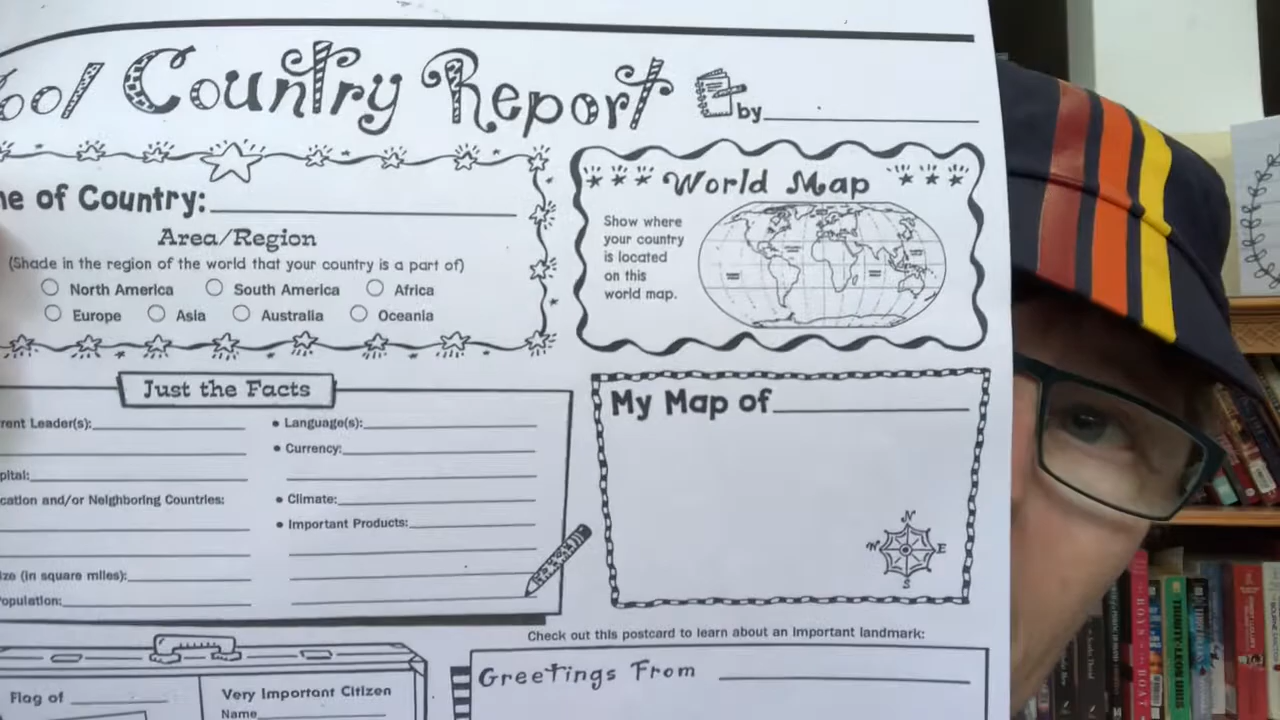 ool Country Report by
ne of Country:
Area/Region
(Shade in the region of the world that your country is a part of)
North America South America Africa
Europe Asia Australia Oceania
World Map
Show where
your country
is located
on this
world map.
Just the Facts
rent Leader(s):
pital:
cation and/or Neighboring Countries:
ize (in square miles):
opulation:
• Language(s):
• Currency:
• Climate:
• Important Products:
My Map of
N
W E
S
Check out this postcard to learn about an important landmark:
Greetings From
Flag of
Very Important Citizen
Name